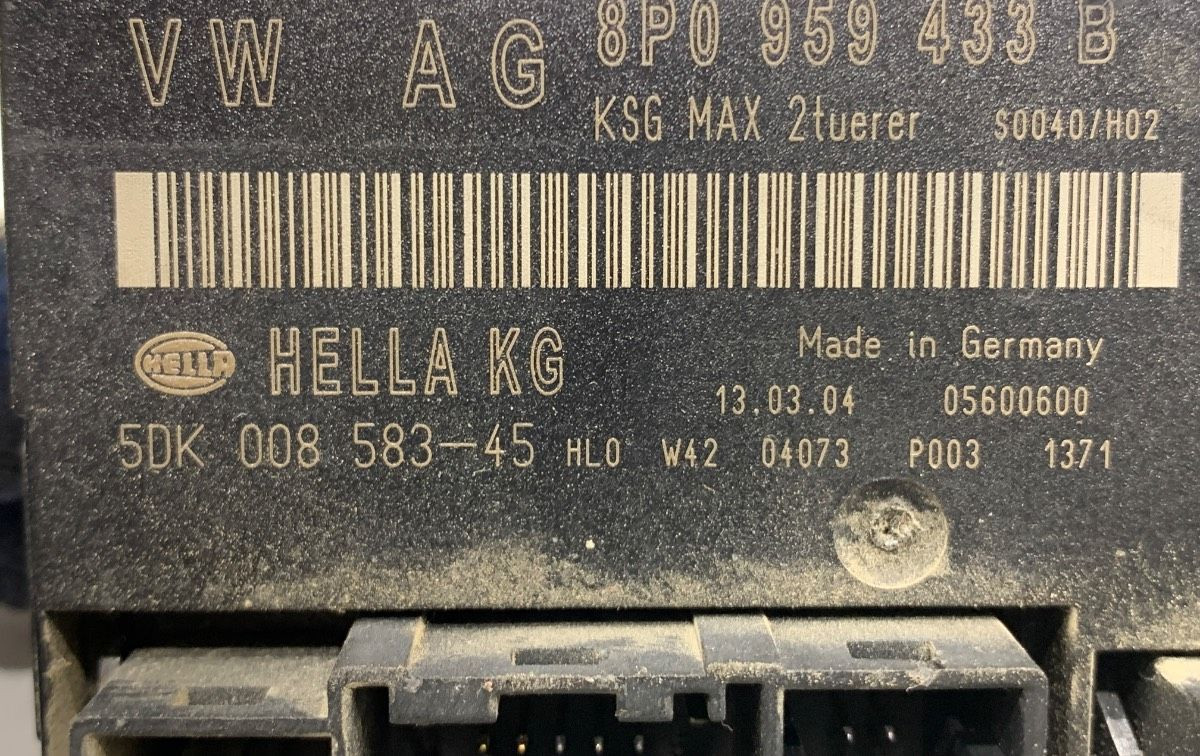 VW AG 8P0 959 433 B
KSG MAX 2tuerer S0040/H02
HELLA HELLA KG Made in Germany
13.03.04 05600600
5DK 008 583-45 HL0 W42 04073 P003 1371